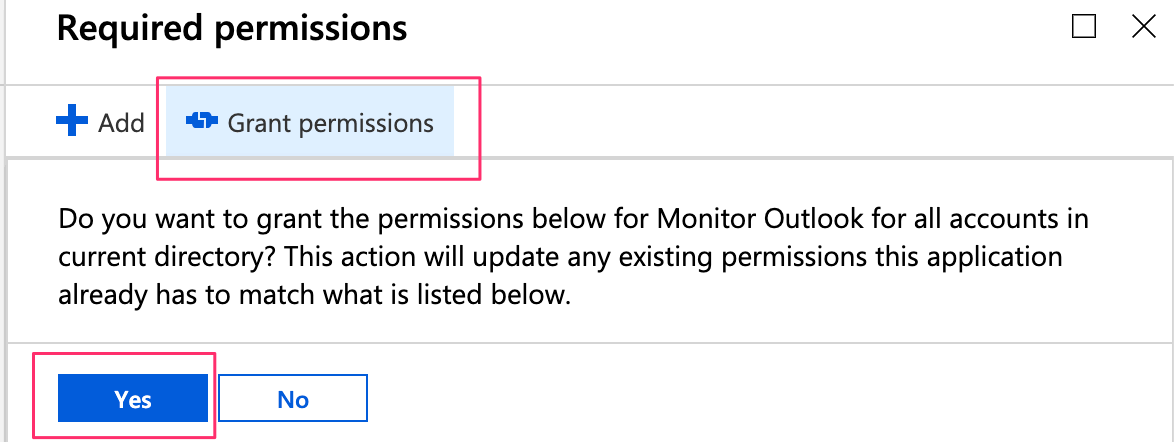 Required permissions
Add
Grant permissions
Do you want to grant the permissions below for Monitor Outlook for all accounts in
current directory? This action will update any existing permissions this application
already has to match what is listed below.
Yes
No